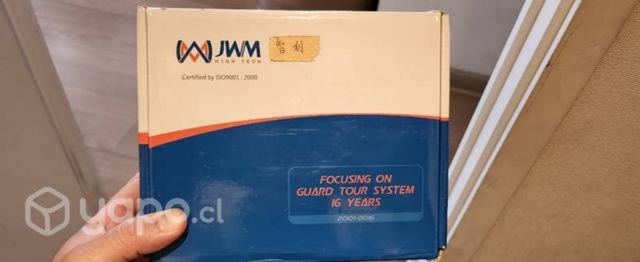 JWM
HIGH TECH
智利
Certified by ISO9001 : 2000
FOCUSING ON
GUARD TOUR SYSTEM
16 YEARS
2001-2016
yapo.cl